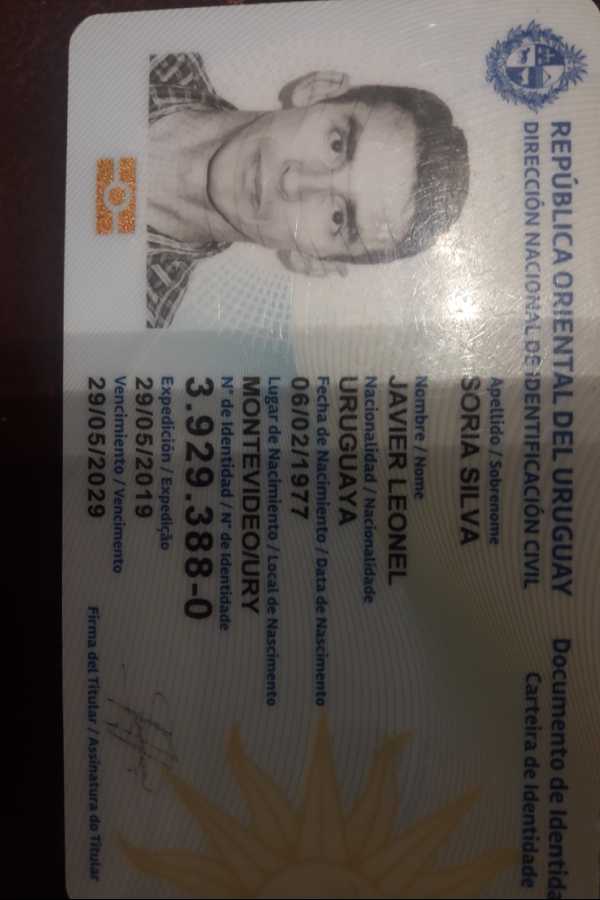 REPÚBLICA ORIENTAL DEL URUGUAY
DIRECCIÓN NACIONAL DE IDENTIFICACIÓN CIVIL
Documento de Identida
Carteira de Identidade
Apellido / Sobrenome
SORIA SILVA
Nombre / Nome
JAVIER LEONEL
Nacionalidad / Nacionalidade
URUGUAYA
Fecha de Nacimiento / Data de Nascimento
06/02/1977
Lugar de Nacimiento / Local de Nascimento
MONTEVIDEO/URY
N° de Identidad / N° de Identidade
3.929.388-0
Expedición / Expedição
29/05/2019
Vencimiento / Vencimento
29/05/2029
Firma del Titular / Assinatura do Titular